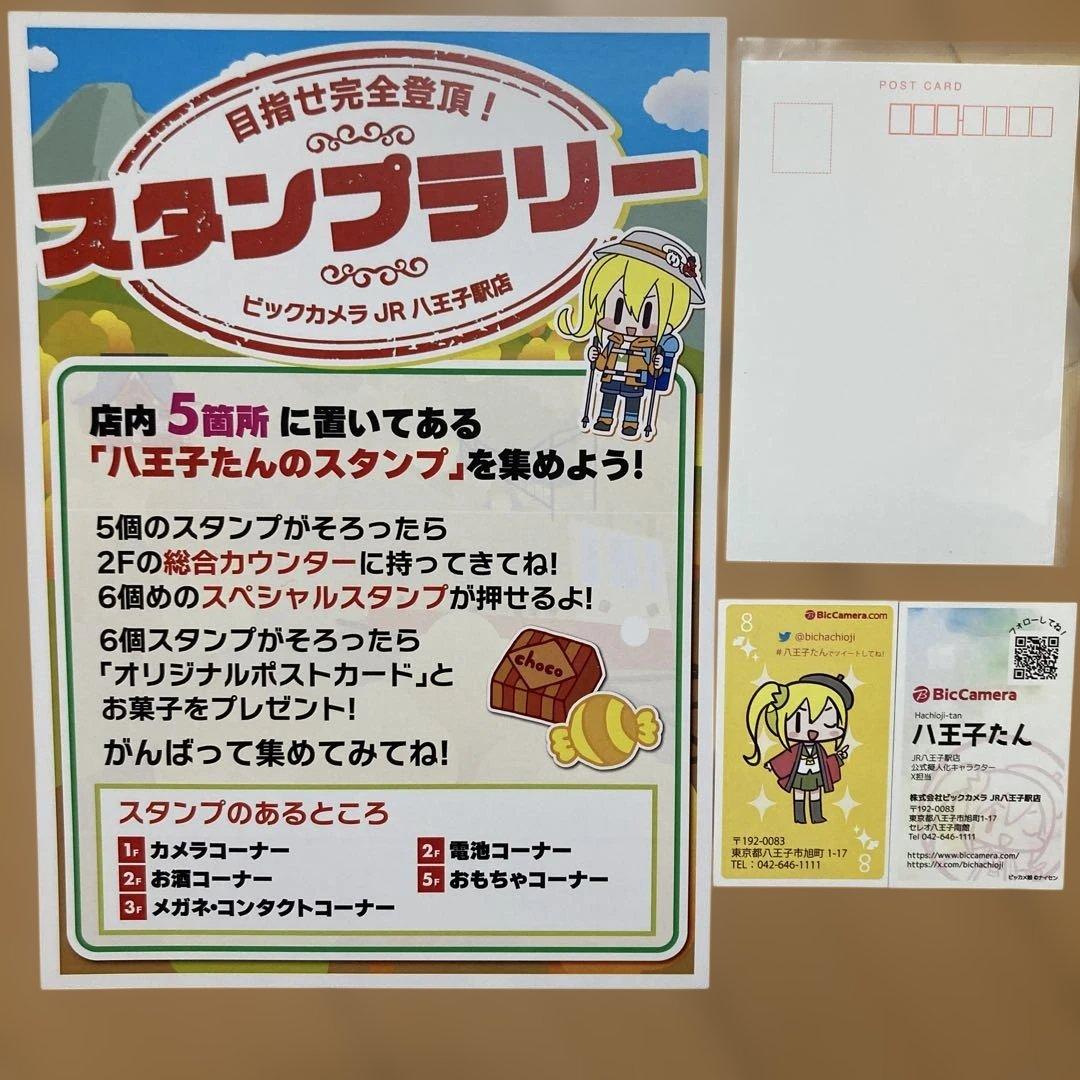 目指せ完全登頂！
スタンプラリー
ビックカメラ JR 八王子駅店
店内 5箇所 に置いてある
「八王子たんのスタンプ」を集めよう！
5個のスタンプがそろったら
2Fの総合カウンターに持ってきてね！
6個めのスペシャルスタンプが押せるよ！
6個スタンプがそろったら
「オリジナルポストカード」と
お菓子をプレゼント！
がんばって集めてみてね！
choco
スタンプのあるところ
1F カメラコーナー
2F お酒コーナー
3F メガネ・コンタクトコーナー
2F 電池コーナー
5F おもちゃコーナー
POST CARD
8
BicCamera.com
@bichachioji
#八王子たんでツイートしてね！
〒192-0083
東京都八王子市旭町 1-17
TEL：042-646-1111
8
フォローしてね！
BicCamera
Hachioji-tan
八王子たん
JR八王子駅店
公式擬人化キャラクター
X担当
株式会社ビックカメラ JR八王子駅店
〒192-0083
東京都八王子市旭町1-17
セレオ八王子南館
Tel 042-646-1111
https://www.biccamera.com/
https://x.com/bichachioji
ビッカメ娘 ©ナイセン